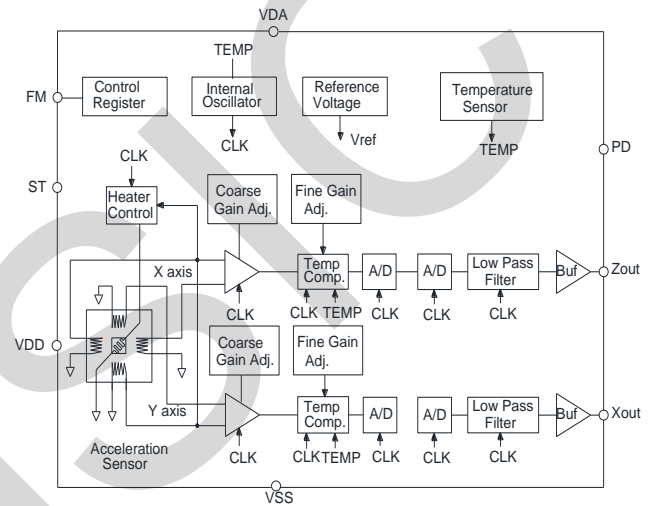 VDA
TEMP
FM
Control
Register
Internal
Oscillator
Reference
Voltage
Temperature
Sensor
CLK
Vref
TEMP
PD
CLK
ST
Heater
Control
Coarse
Gain Adj.
Fine Gain
Adj.
X axis
Temp
Comp.
A/D
A/D
Low Pass
Filter
Buf
Zout
CLK
CLK
TEMP
CLK
CLK
CLK
VDD
Coarse
Gain Adj.
Fine Gain
Adj.
Y axis
Temp
Comp.
A/D
A/D
Low Pass
Filter
Buf
Xout
Acceleration
Sensor
CLK
CLK
TEMP
CLK
CLK
CLK
VSS
SIC